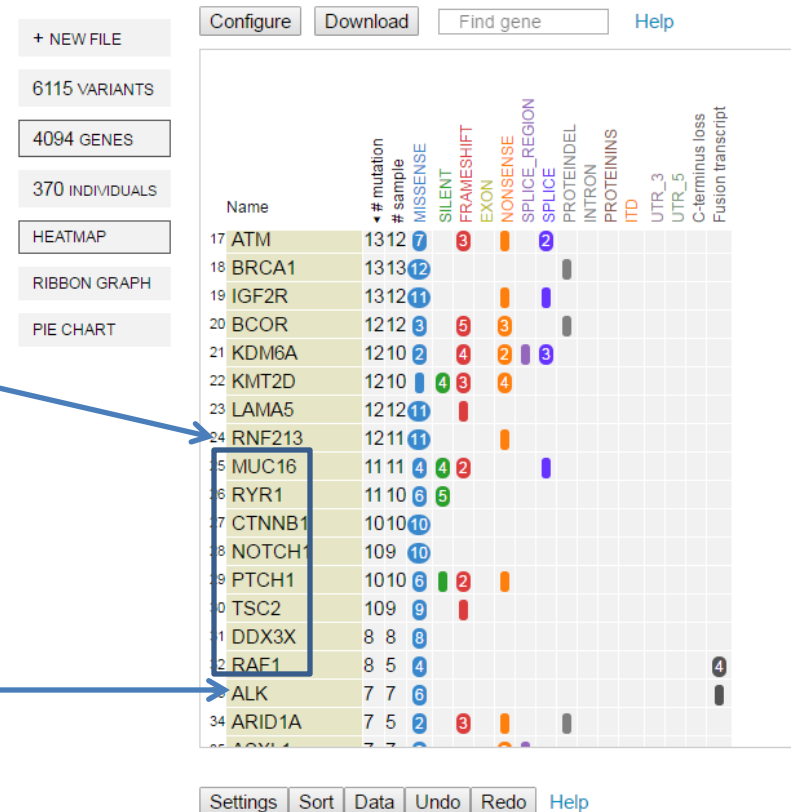 Configure Download Find gene Help
+ NEW FILE
6115 VARIANTS
4094 GENES
370 INDIVIDUALS
HEATMAP
RIBBON GRAPH
PIE CHART
Name # mutation # sample MISSENSE SILENT FRAMESHIFT EXON NONSENSE SPLICE_REGION SPLICE PROTEINDEL INTRON PROTEININS ITD UTR_3 UTR_5 C-terminus loss Fusion transcript
17 ATM 13 12 7 3 2
18 BRCA1 13 13 12
19 IGF2R 13 12 11
20 BCOR 12 12 3 5 3
21 KDM6A 12 10 2 4 2 3
22 KMT2D 12 10 4 3 4
23 LAMA5 12 12 11
24 RNF213 12 11 11
25 MUC16 11 11 4 4 2
26 RYR1 11 10 6 5
27 CTNNB1 10 10 10
28 NOTCH1 10 9 10
29 PTCH1 10 10 6 2
30 TSC2 10 9 9
31 DDX3X 8 8 8
32 RAF1 8 5 4 4
ALK 7 7 6
34 ARID1A 7 5 2 3
Settings Sort Data Undo Redo Help